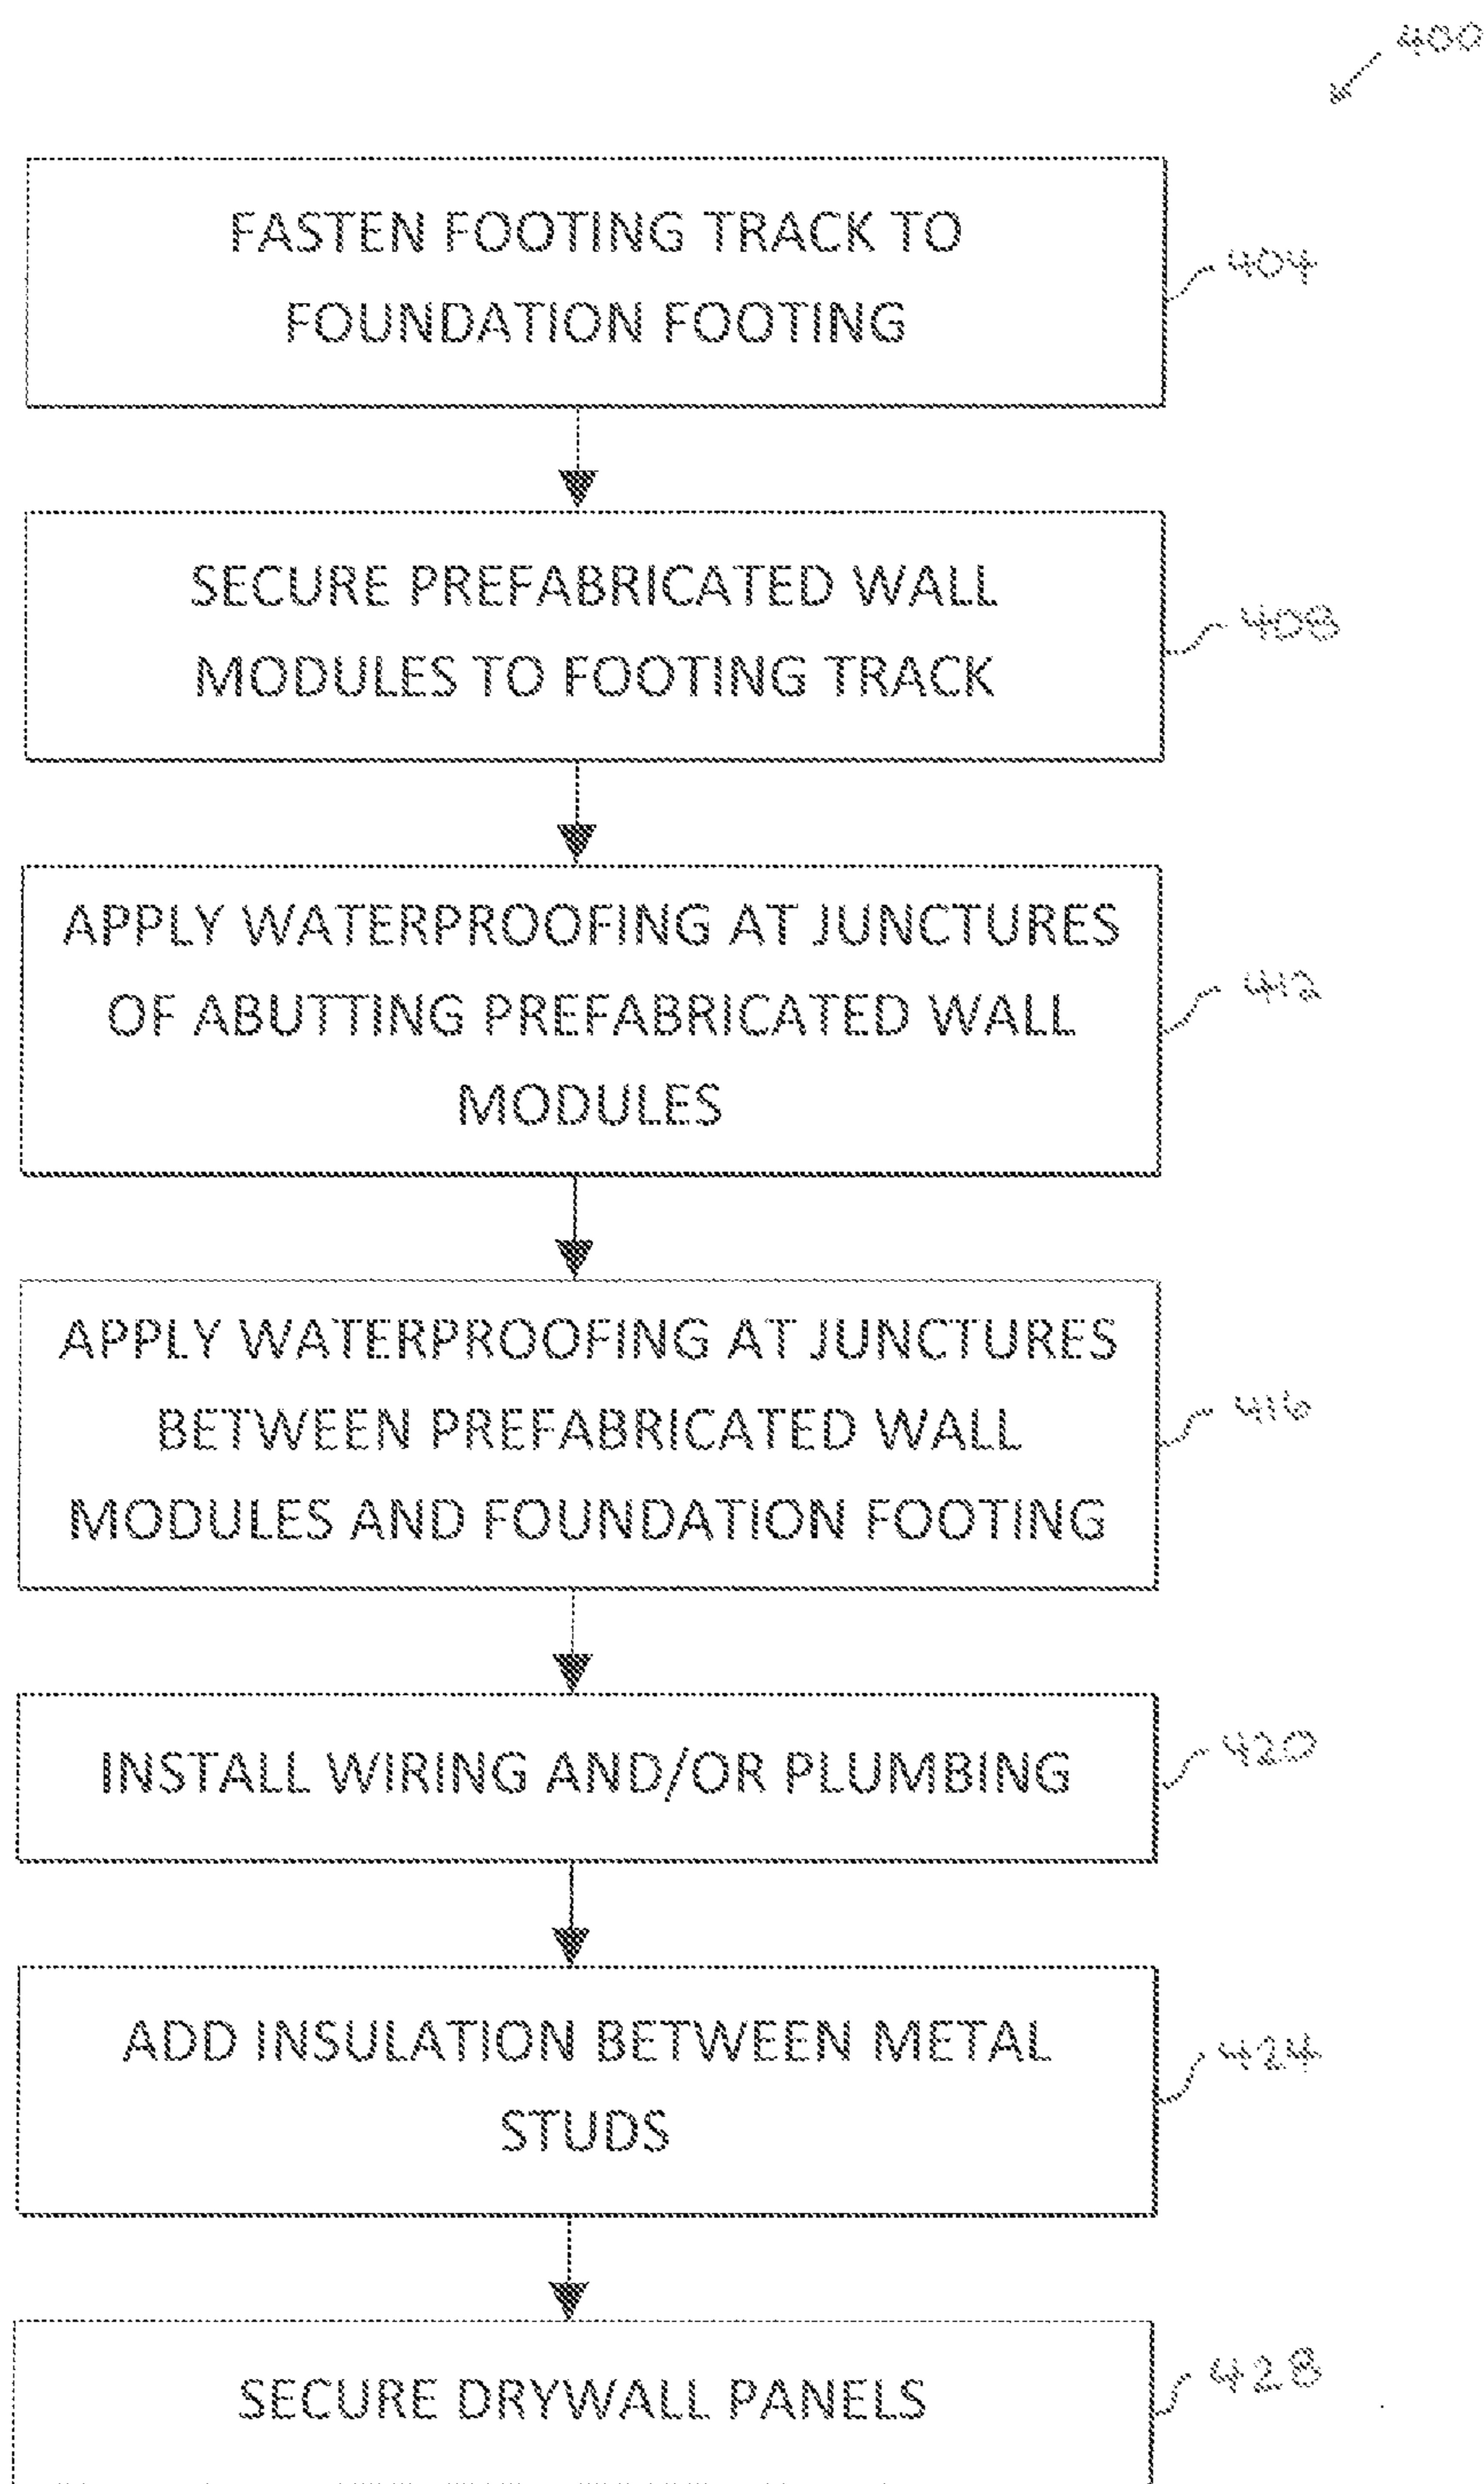 400
FASTEN FOOTING TRACK TO
FOUNDATION FOOTING
404
SECURE PREFABRICATED WALL
MODULES TO FOOTING TRACK
408
APPLY WATERPROOFING AT JUNCTURES
OF ABUTTING PREFABRICATED WALL
MODULES
412
APPLY WATERPROOFING AT JUNCTURES
BETWEEN PREFABRICATED WALL
MODULES AND FOUNDATION FOOTING
416
INSTALL WIRING AND/OR PLUMBING
420
ADD INSULATION BETWEEN METAL
STUDS
424
SECURE DRYWALL PANELS
428